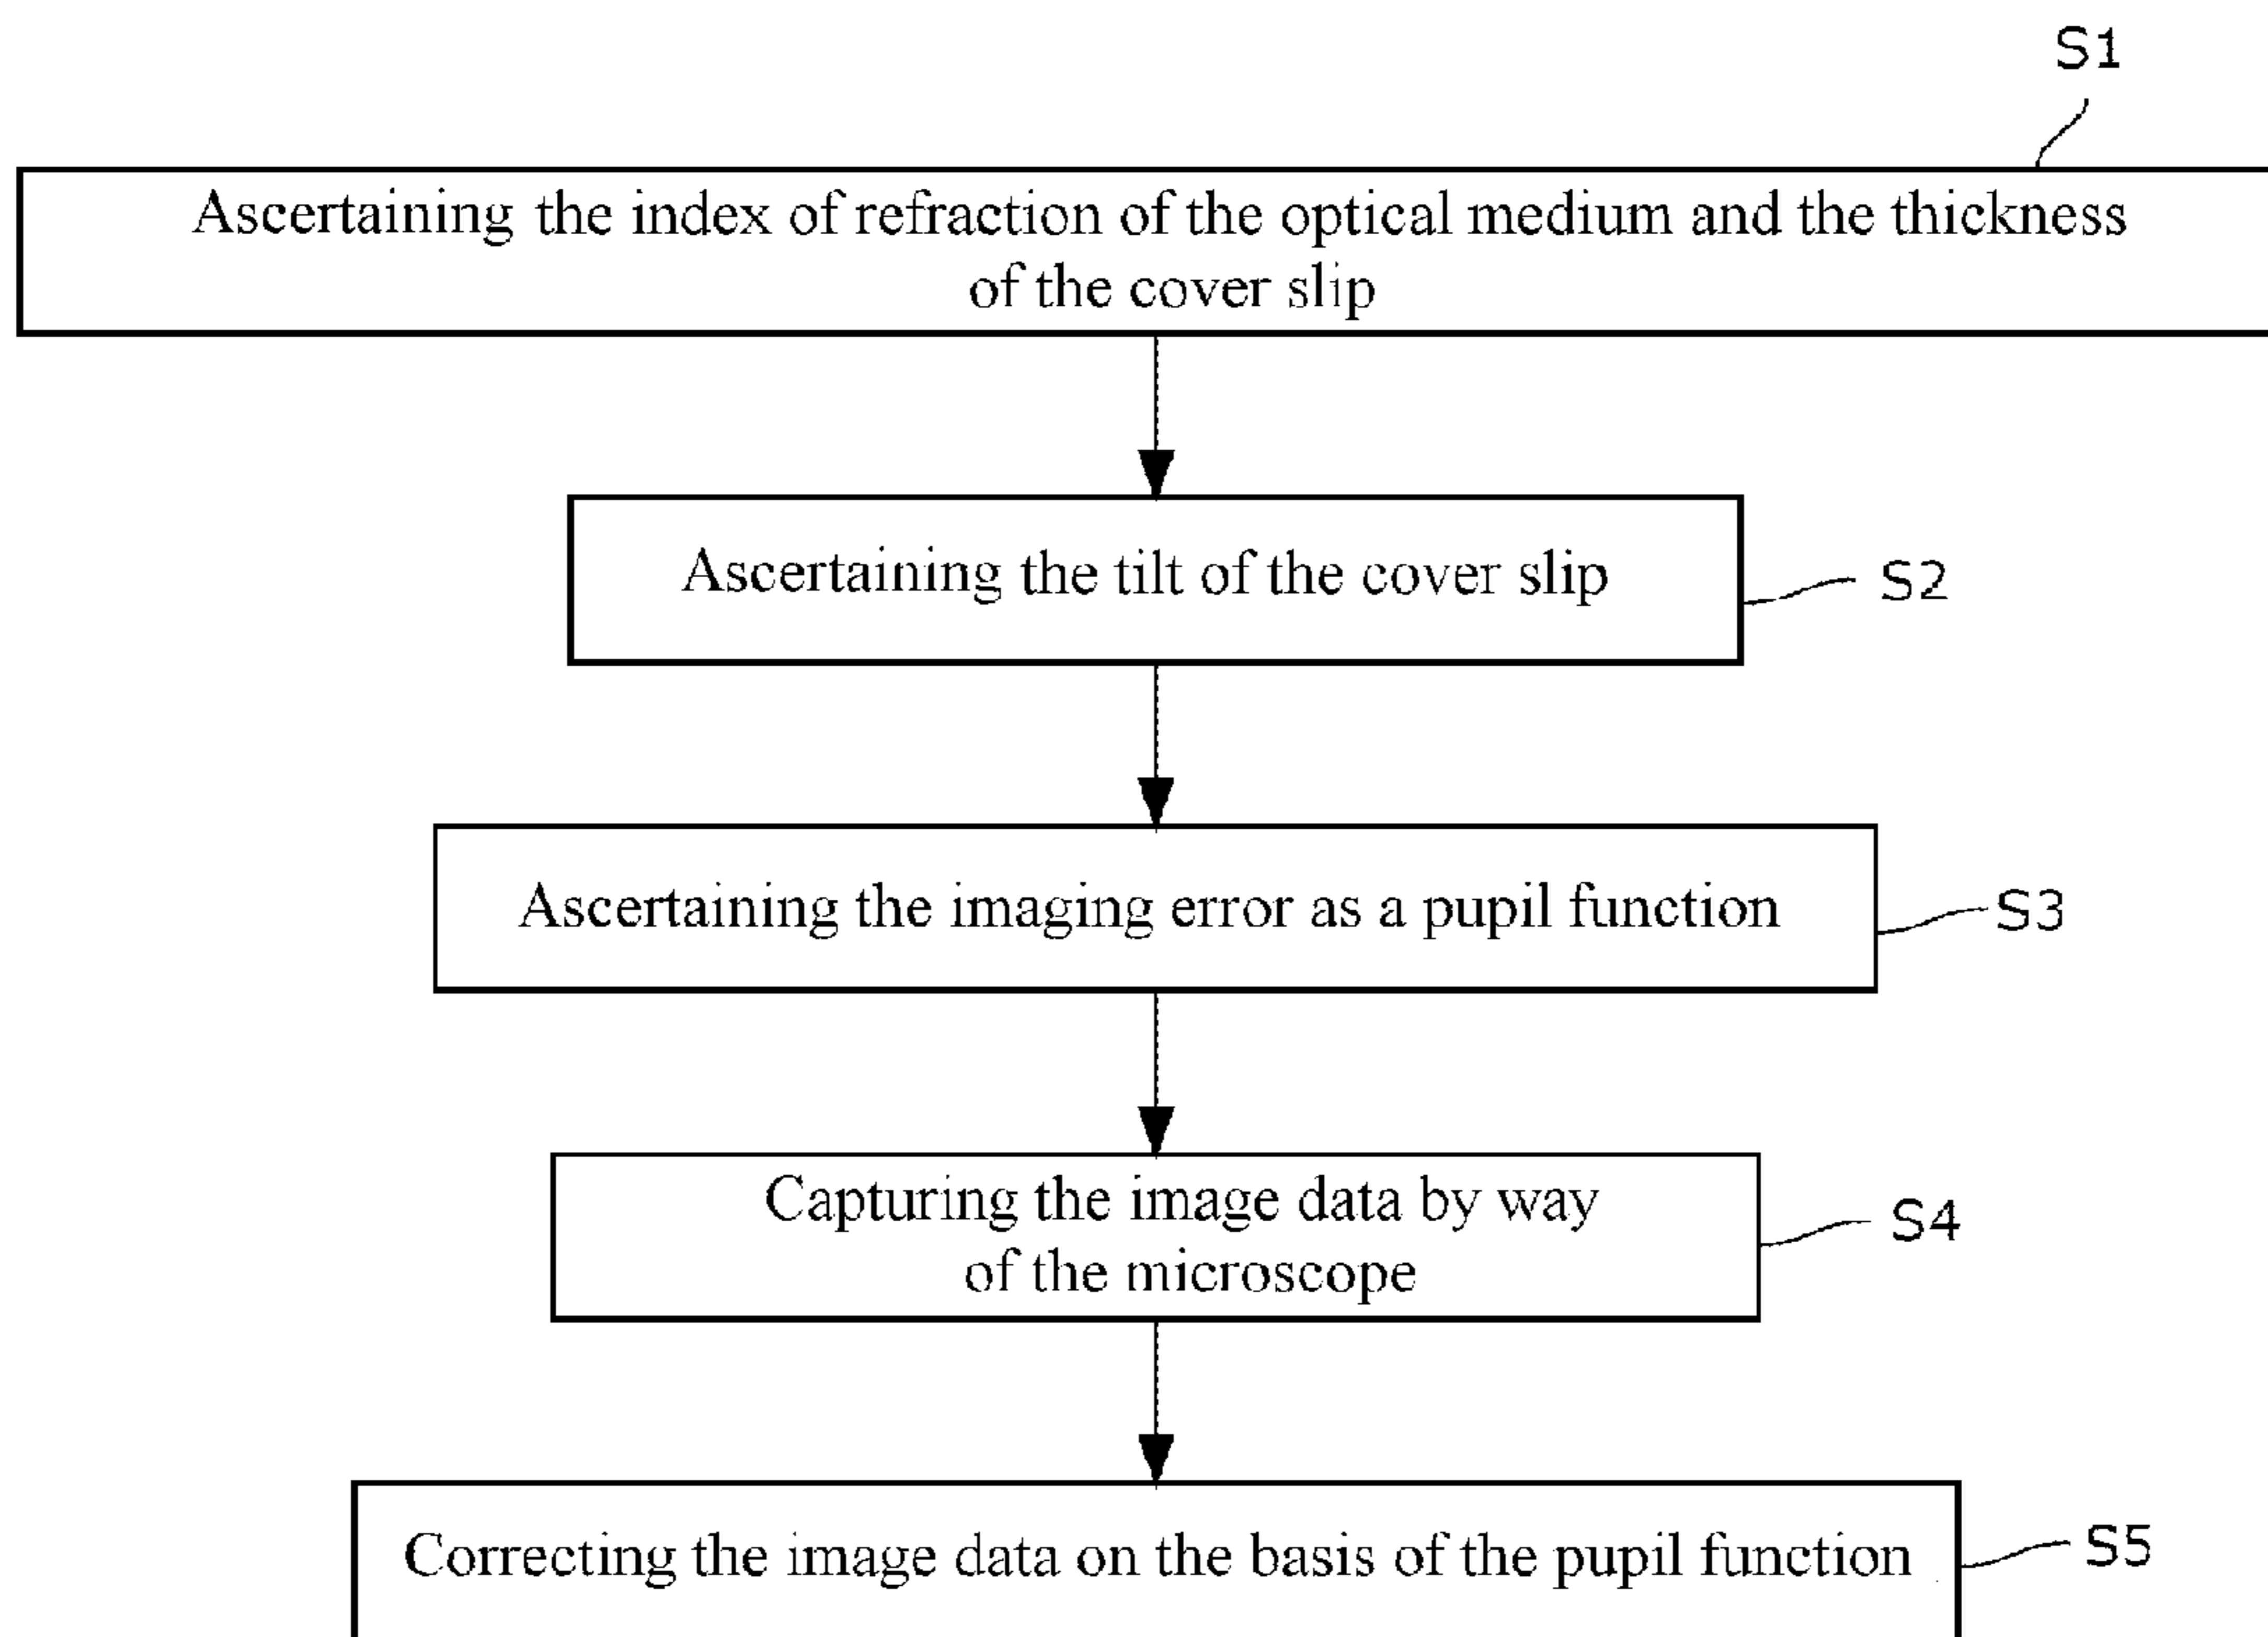 S1
Ascertaining the index of refraction of the optical medium and the thickness
of the cover slip
Ascertaining the tilt of the cover slip
S2
Ascertaining the imaging error as a pupil function
S3
Capturing the image data by way
of the microscope
S4
Correcting the image data on the basis of the pupil function
S5